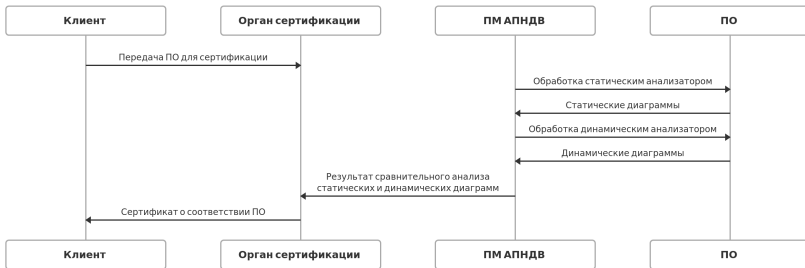 Клиент
Орган сертификации
ПМ АПНДВ
ПО
Передача ПО для сертификации
Обработка статическим анализатором
Статические диаграммы
Обработка динамическим анализатором
Динамические диаграммы
Результат сравнительного анализа
статических и динамических диаграмм
Сертификат о соответствии ПО
Клиент
Орган сертификации
ПМ АПНДВ
ПО